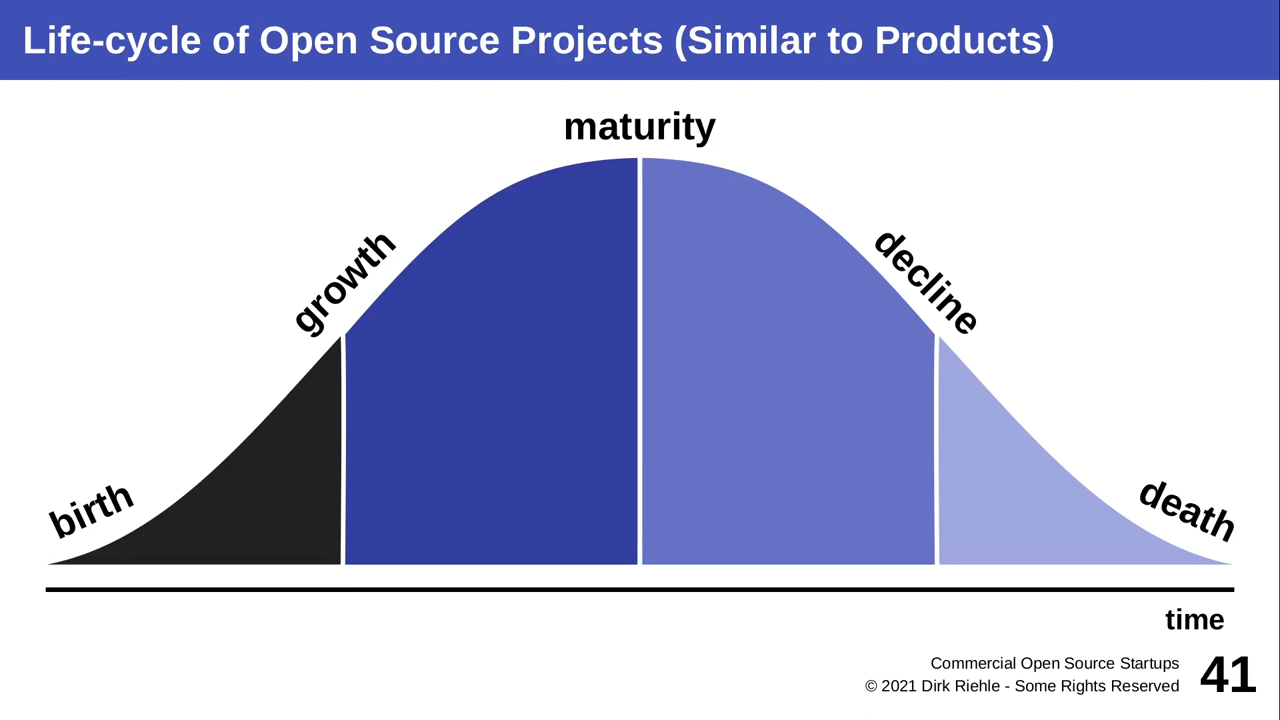 Life-cycle of Open Source Projects (Similar to Products)
maturity
growth
decline
birth
death
time
Commercial Open Source Startups
© 2021 Dirk Riehle - Some Rights Reserved
41